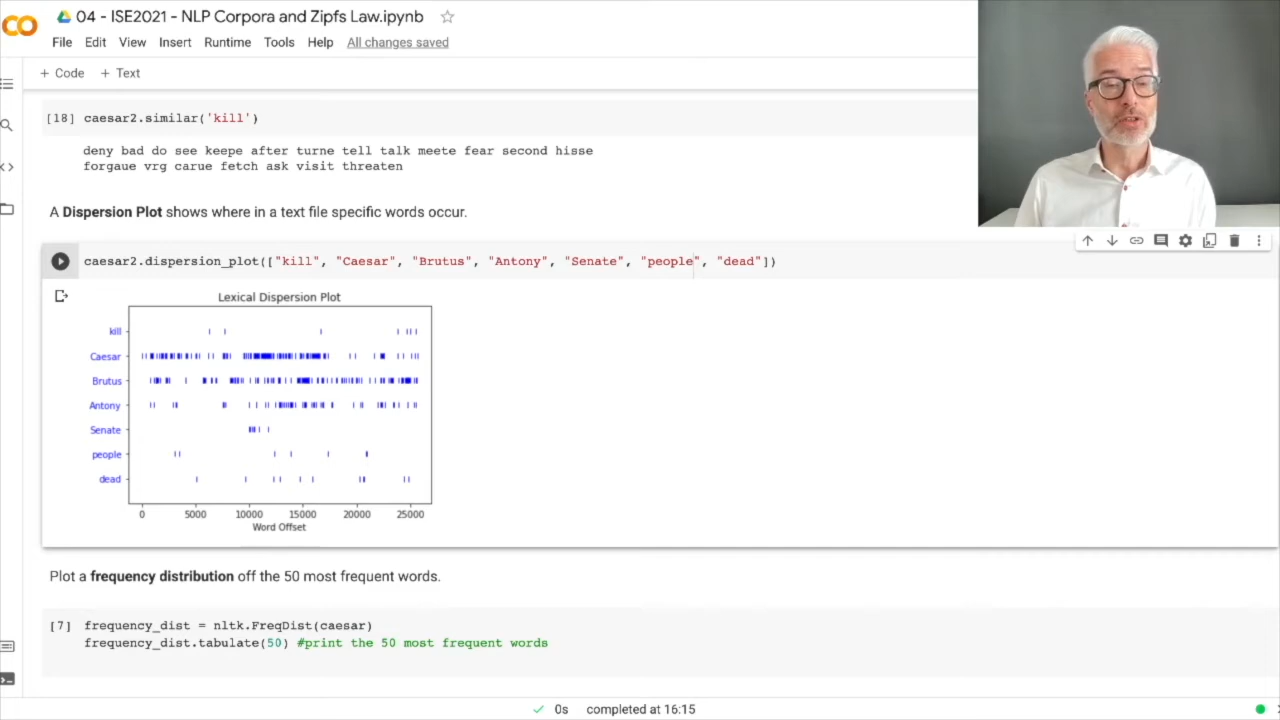 CO
04 - ISE2021 - NLP Corpora and Zipfs Law.ipynb
File Edit View Insert Runtime Tools Help All changes saved
+ Code + Text
[18] caesar2.similar('kill')
deny bad do see keepe after turne tell talk meete fear second hisse
forgaue vrg carue fetch ask visit threaten
A Dispersion Plot shows where in a text file specific words occur.
caesar2.dispersion_plot(["kill", "Caesar", "Brutus", "Antony", "Senate", "people", "dead"])
Lexical Dispersion Plot
kill
Caesar
Brutus
Antony
Senate
people
dead
0 5000 10000 15000 20000 25000
Word Offset
Plot a frequency distribution off the 50 most frequent words.
[7] frequency_dist = nltk.FreqDist(caesar)
frequency_dist.tabulate(50) #print the 50 most frequent words
0s completed at 16:15